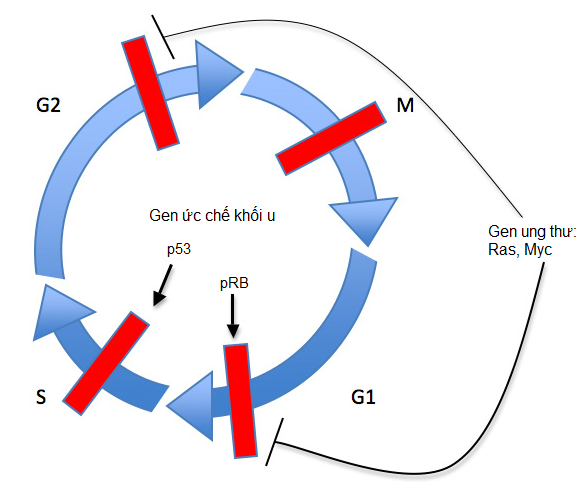 G2
M
Gen ức chế khối u
p53
pRB
Gen ung thư:
Ras, Myc
S
G1